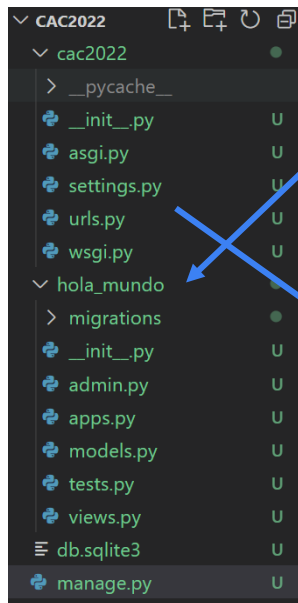 CAC2022
cac2022
__pycache__
__init__.py U
asgi.py U
settings.py U
urls.py U
wsgi.py U
hola_mundo
migrations
__init__.py U
admin.py U
apps.py U
models.py U
tests.py U
views.py U
db.sqlite3 U
manage.py U